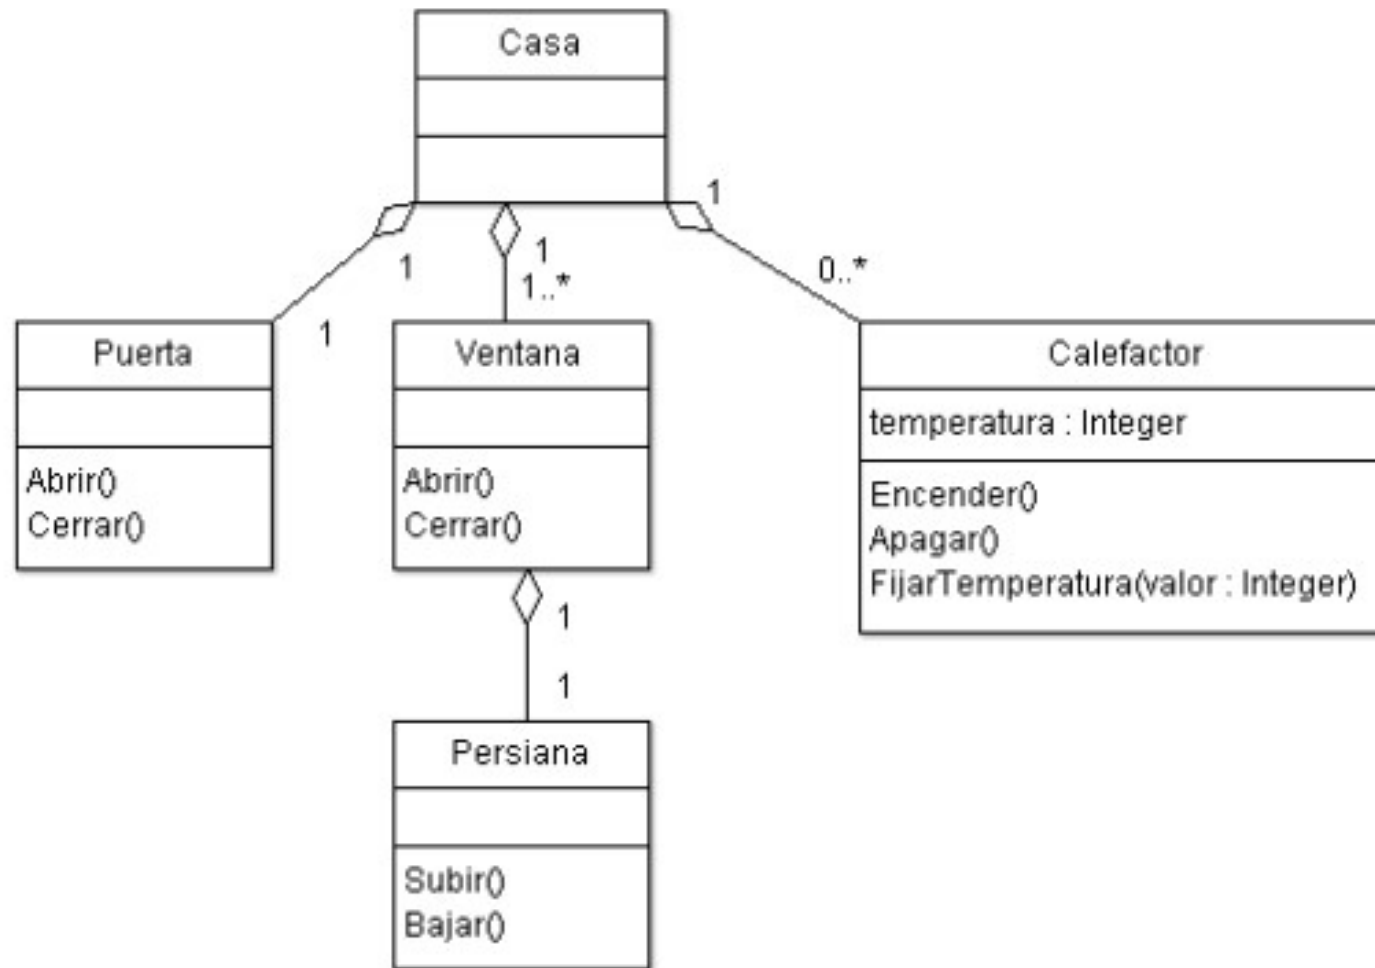 Casa
1
1
1
1..*
0..*
1
Puerta
Abrir()
Cerrar()
Ventana
Abrir()
Cerrar()
Calefactor
temperatura : Integer
Encender()
Apagar()
FijarTemperatura(valor : Integer)
1
1
Persiana
Subir()
Bajar()